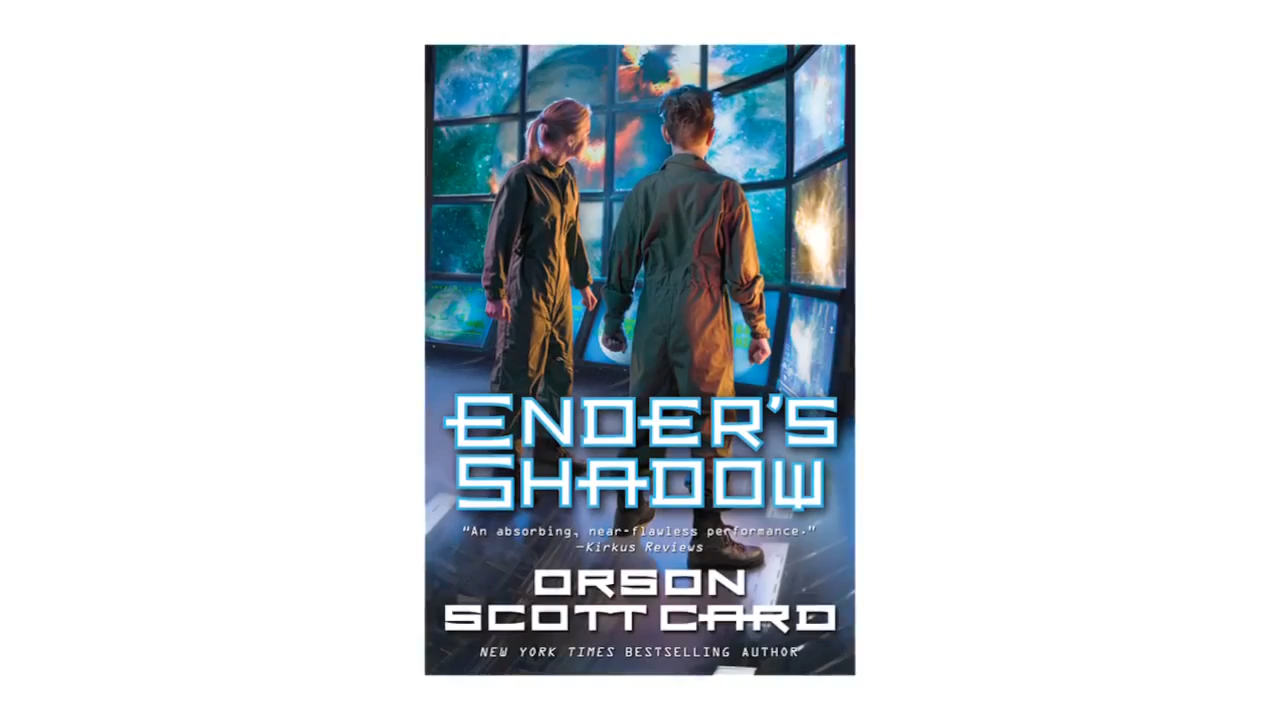 ENDER'S
SHADOW
"An absorbing, near-flawless performance."
—Kirkus Reviews
ORSON
SCOTT CARD
NEW YORK TIMES BESTSELLING AUTHOR